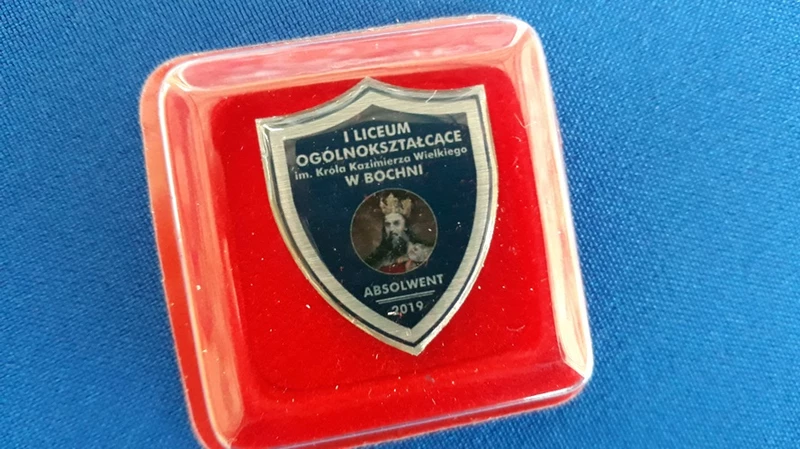 I LICEUM
OGÓLNOKSZTAŁCĄCE
im. Króla Kazimierza Wielkiego
W BOCHNI
ABSOLWENT
2019